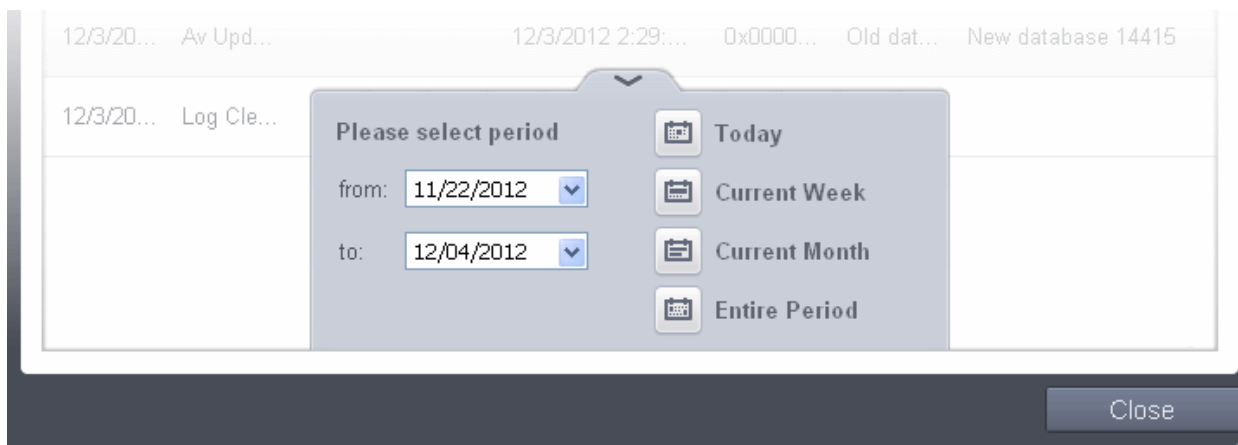 12/3/20... Av Upd... 12/3/2012 2:29:... 0x0000... Old dat... New database 14415
12/3/20... Log Cle...
Please select period
from: 11/22/2012
to: 12/04/2012
Today
Current Week
Current Month
Entire Period
Close